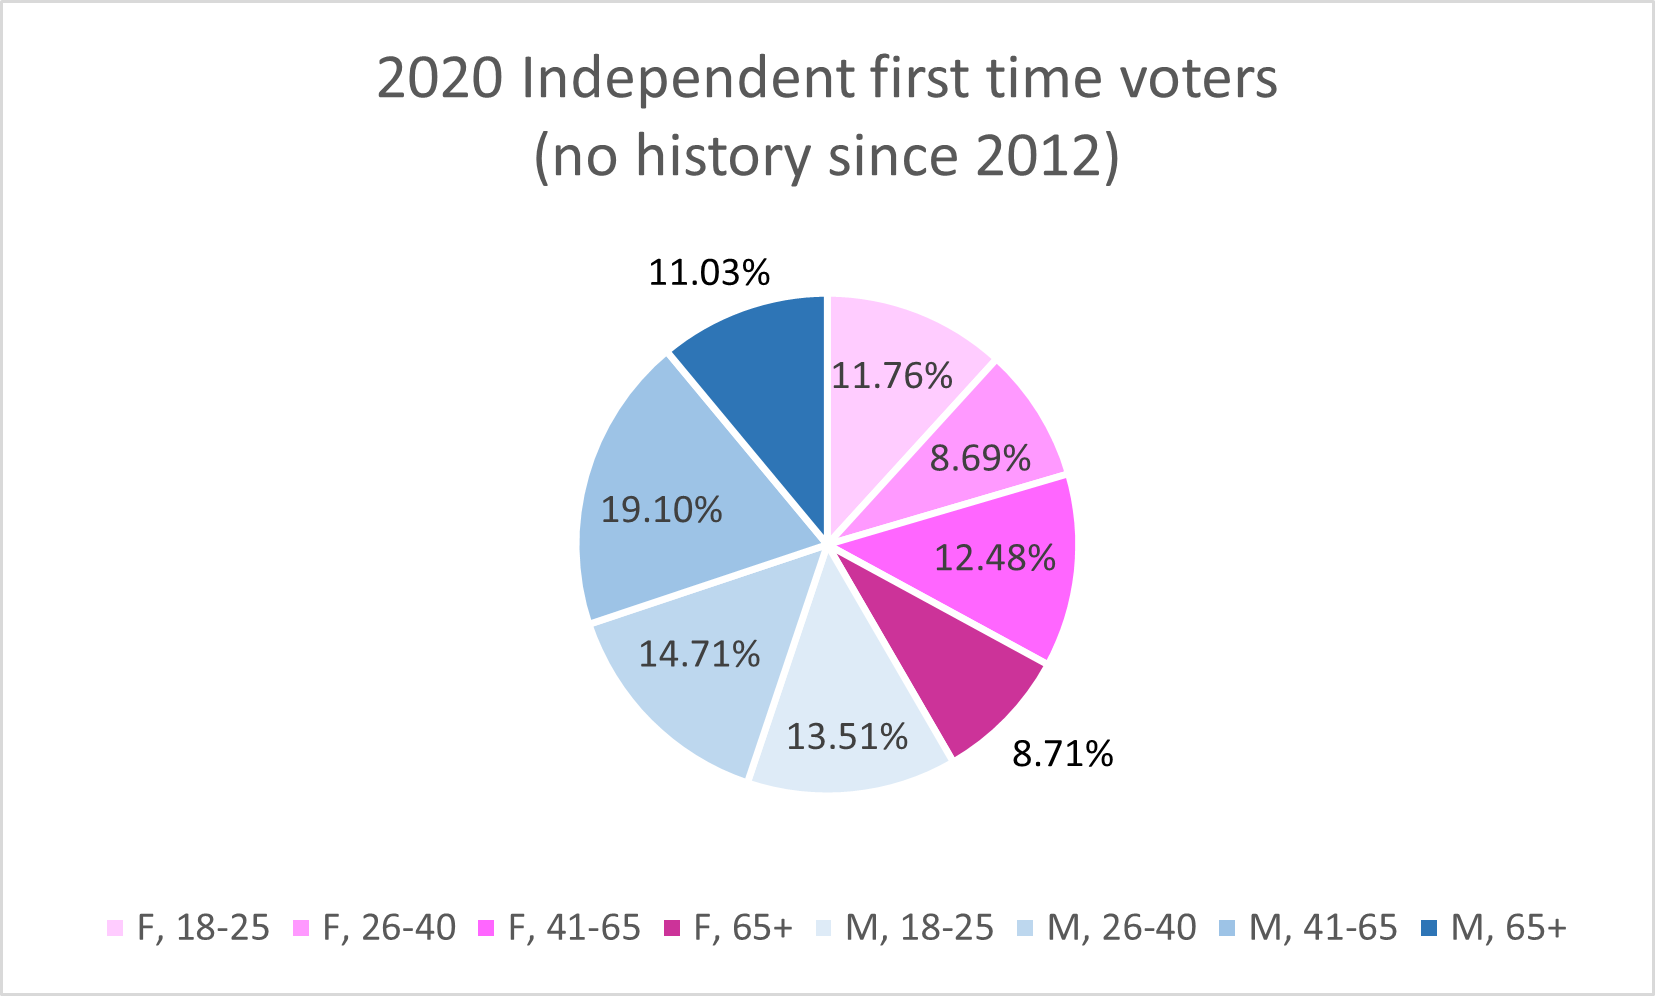 2020 Independent first time voters
(no history since 2012)
11.03%
11.76%
8.69%
19.10%
12.48%
14.71%
13.51%
8.71%
F, 18-25 F, 26-40 F, 41-65 F, 65+ M, 18-25 M, 26-40 M, 41-65 M, 65+